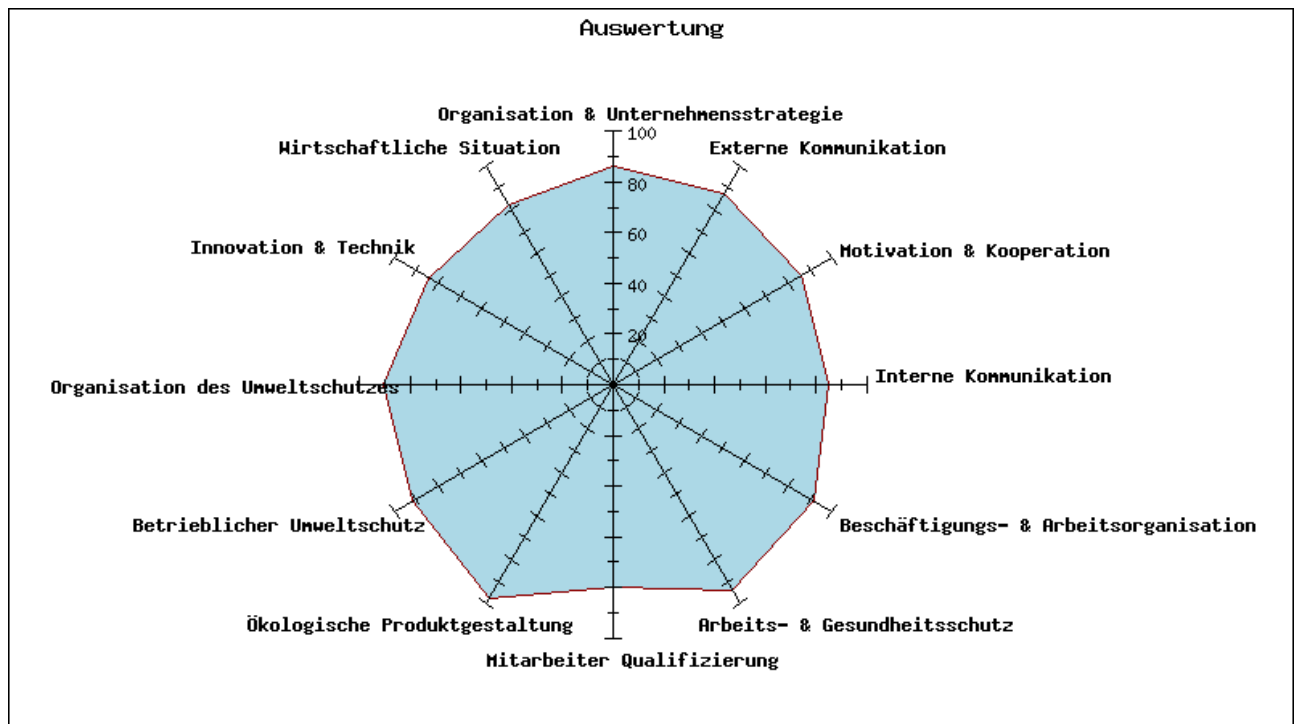 Auswertung
Organisation & Unternehmensstrategie
100
Wirtschaftliche Situation
Externe Kommunikation
80
60
Innovation & Technik
Motivation & Kooperation
40
20
Organisation des Umweltschutzes
Interne Kommunikation
Betrieblicher Umweltschutz
Beschäftigungs- & Arbeitsorganisation
Ökologische Produktgestaltung
Arbeits- & Gesundheitsschutz
Mitarbeiter Qualifizierung